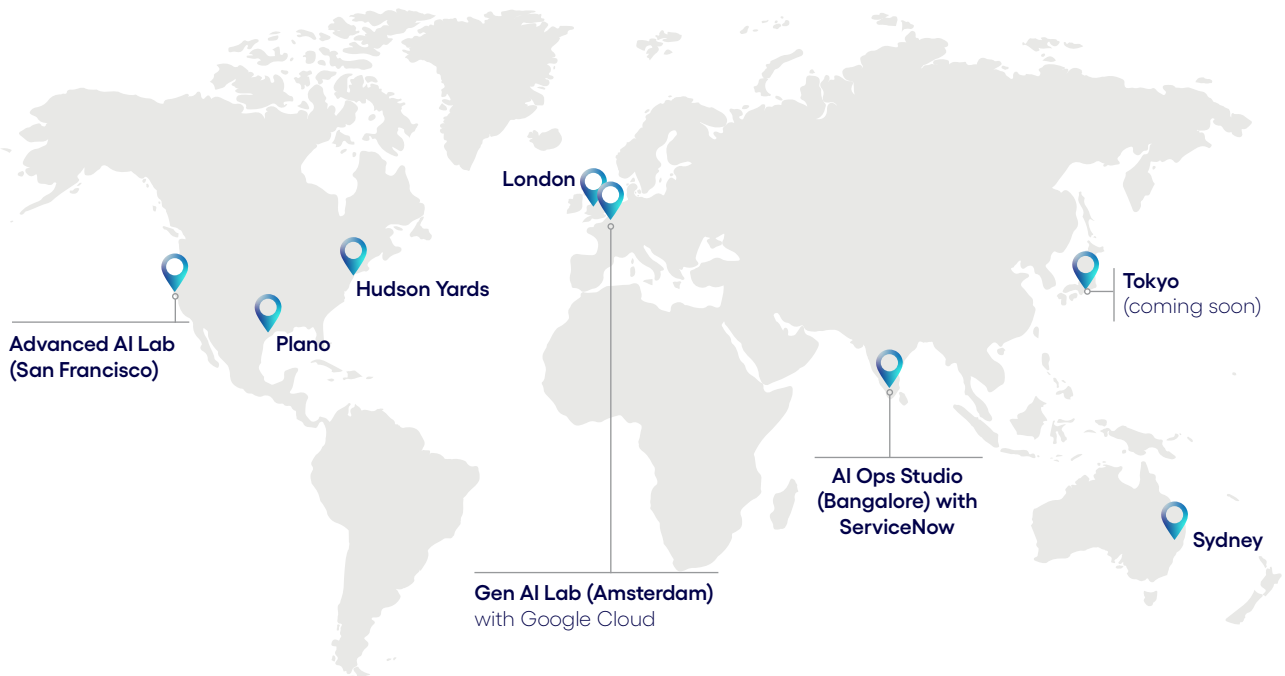 London
Hudson Yards
Tokyo
(coming soon)
Advanced AI Lab
(San Francisco)
Plano
AI Ops Studio
(Bangalore) with
ServiceNow
Sydney
Gen AI Lab (Amsterdam)
with Google Cloud